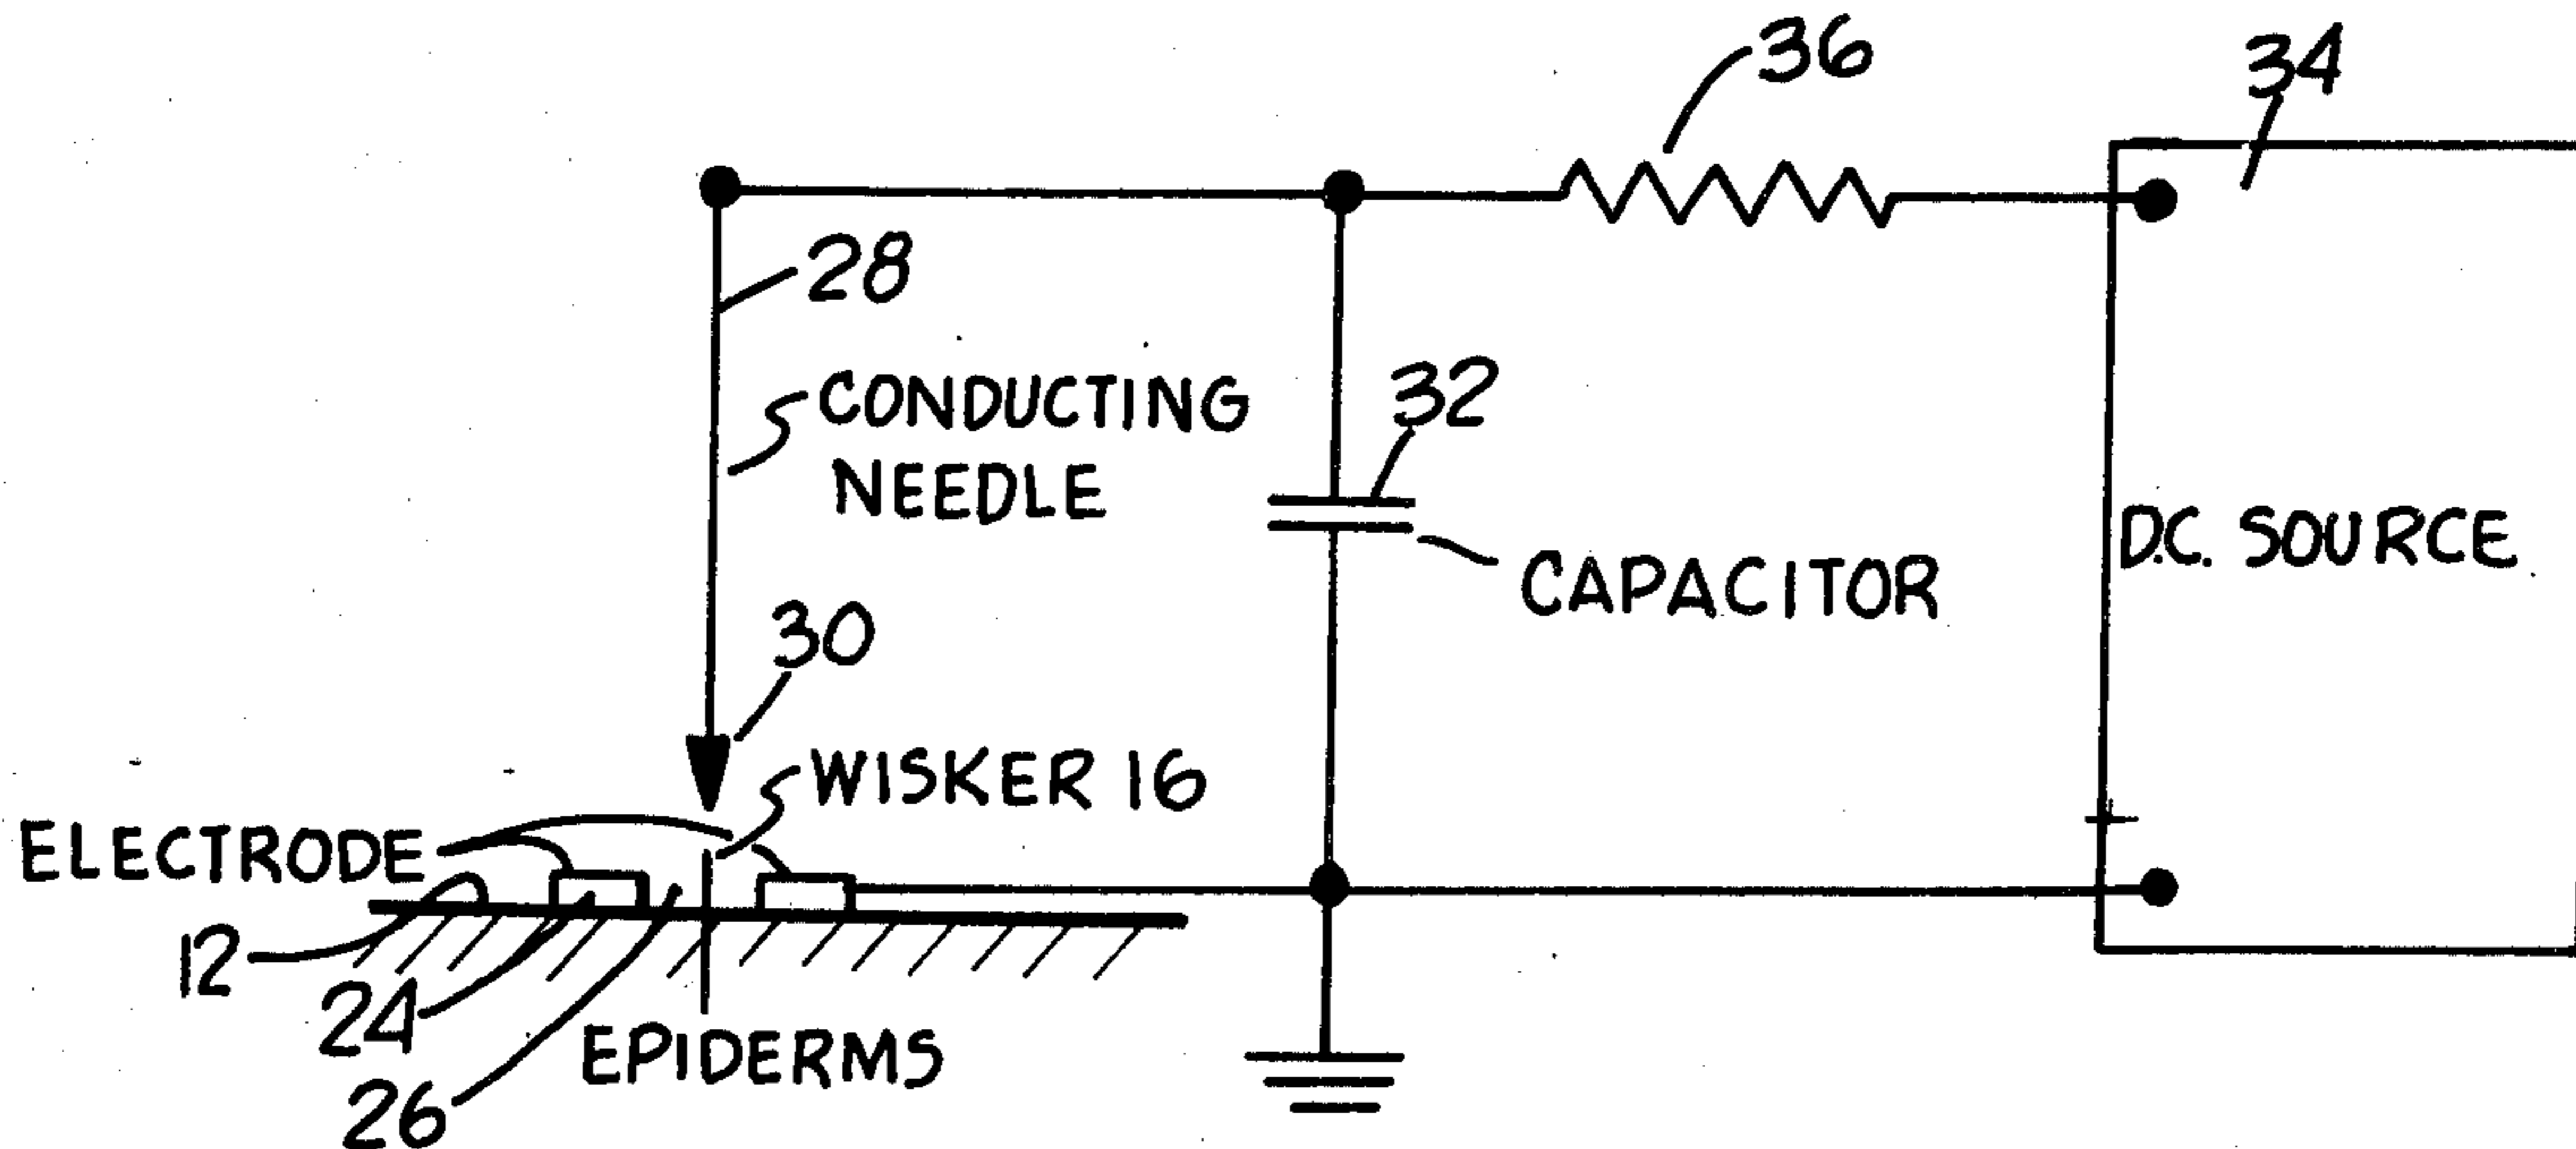 36
34
28
CONDUCTING
NEEDLE
32
D.C. SOURCE
CAPACITOR
30
WISKER 16
ELECTRODE
12
24
EPIDERMS
26